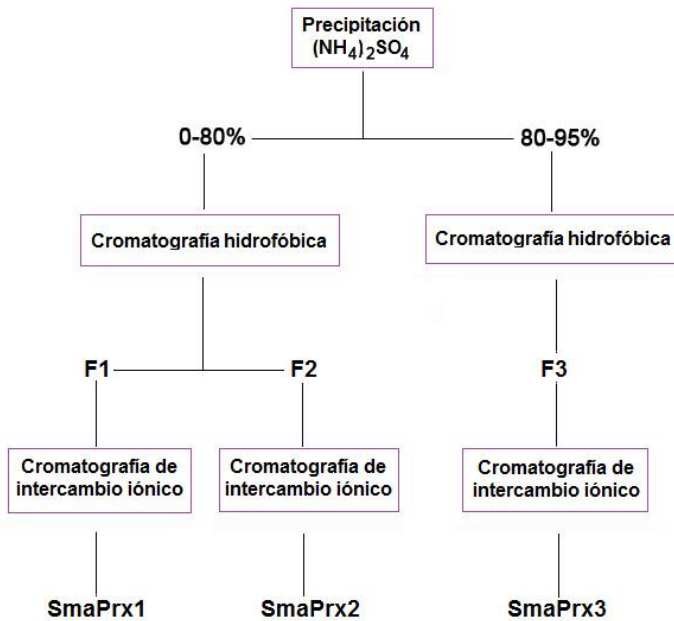 Precipitación
(NH4)2SO4
0-80%
80-95%
Cromatografía hidrofóbica
Cromatografía hidrofóbica
F1
F2
F3
Cromatografía de
intercambio iónico
Cromatografía de
intercambio iónico
Cromatografía de
intercambio iónico
SmaPrx1
SmaPrx2
SmaPrx3